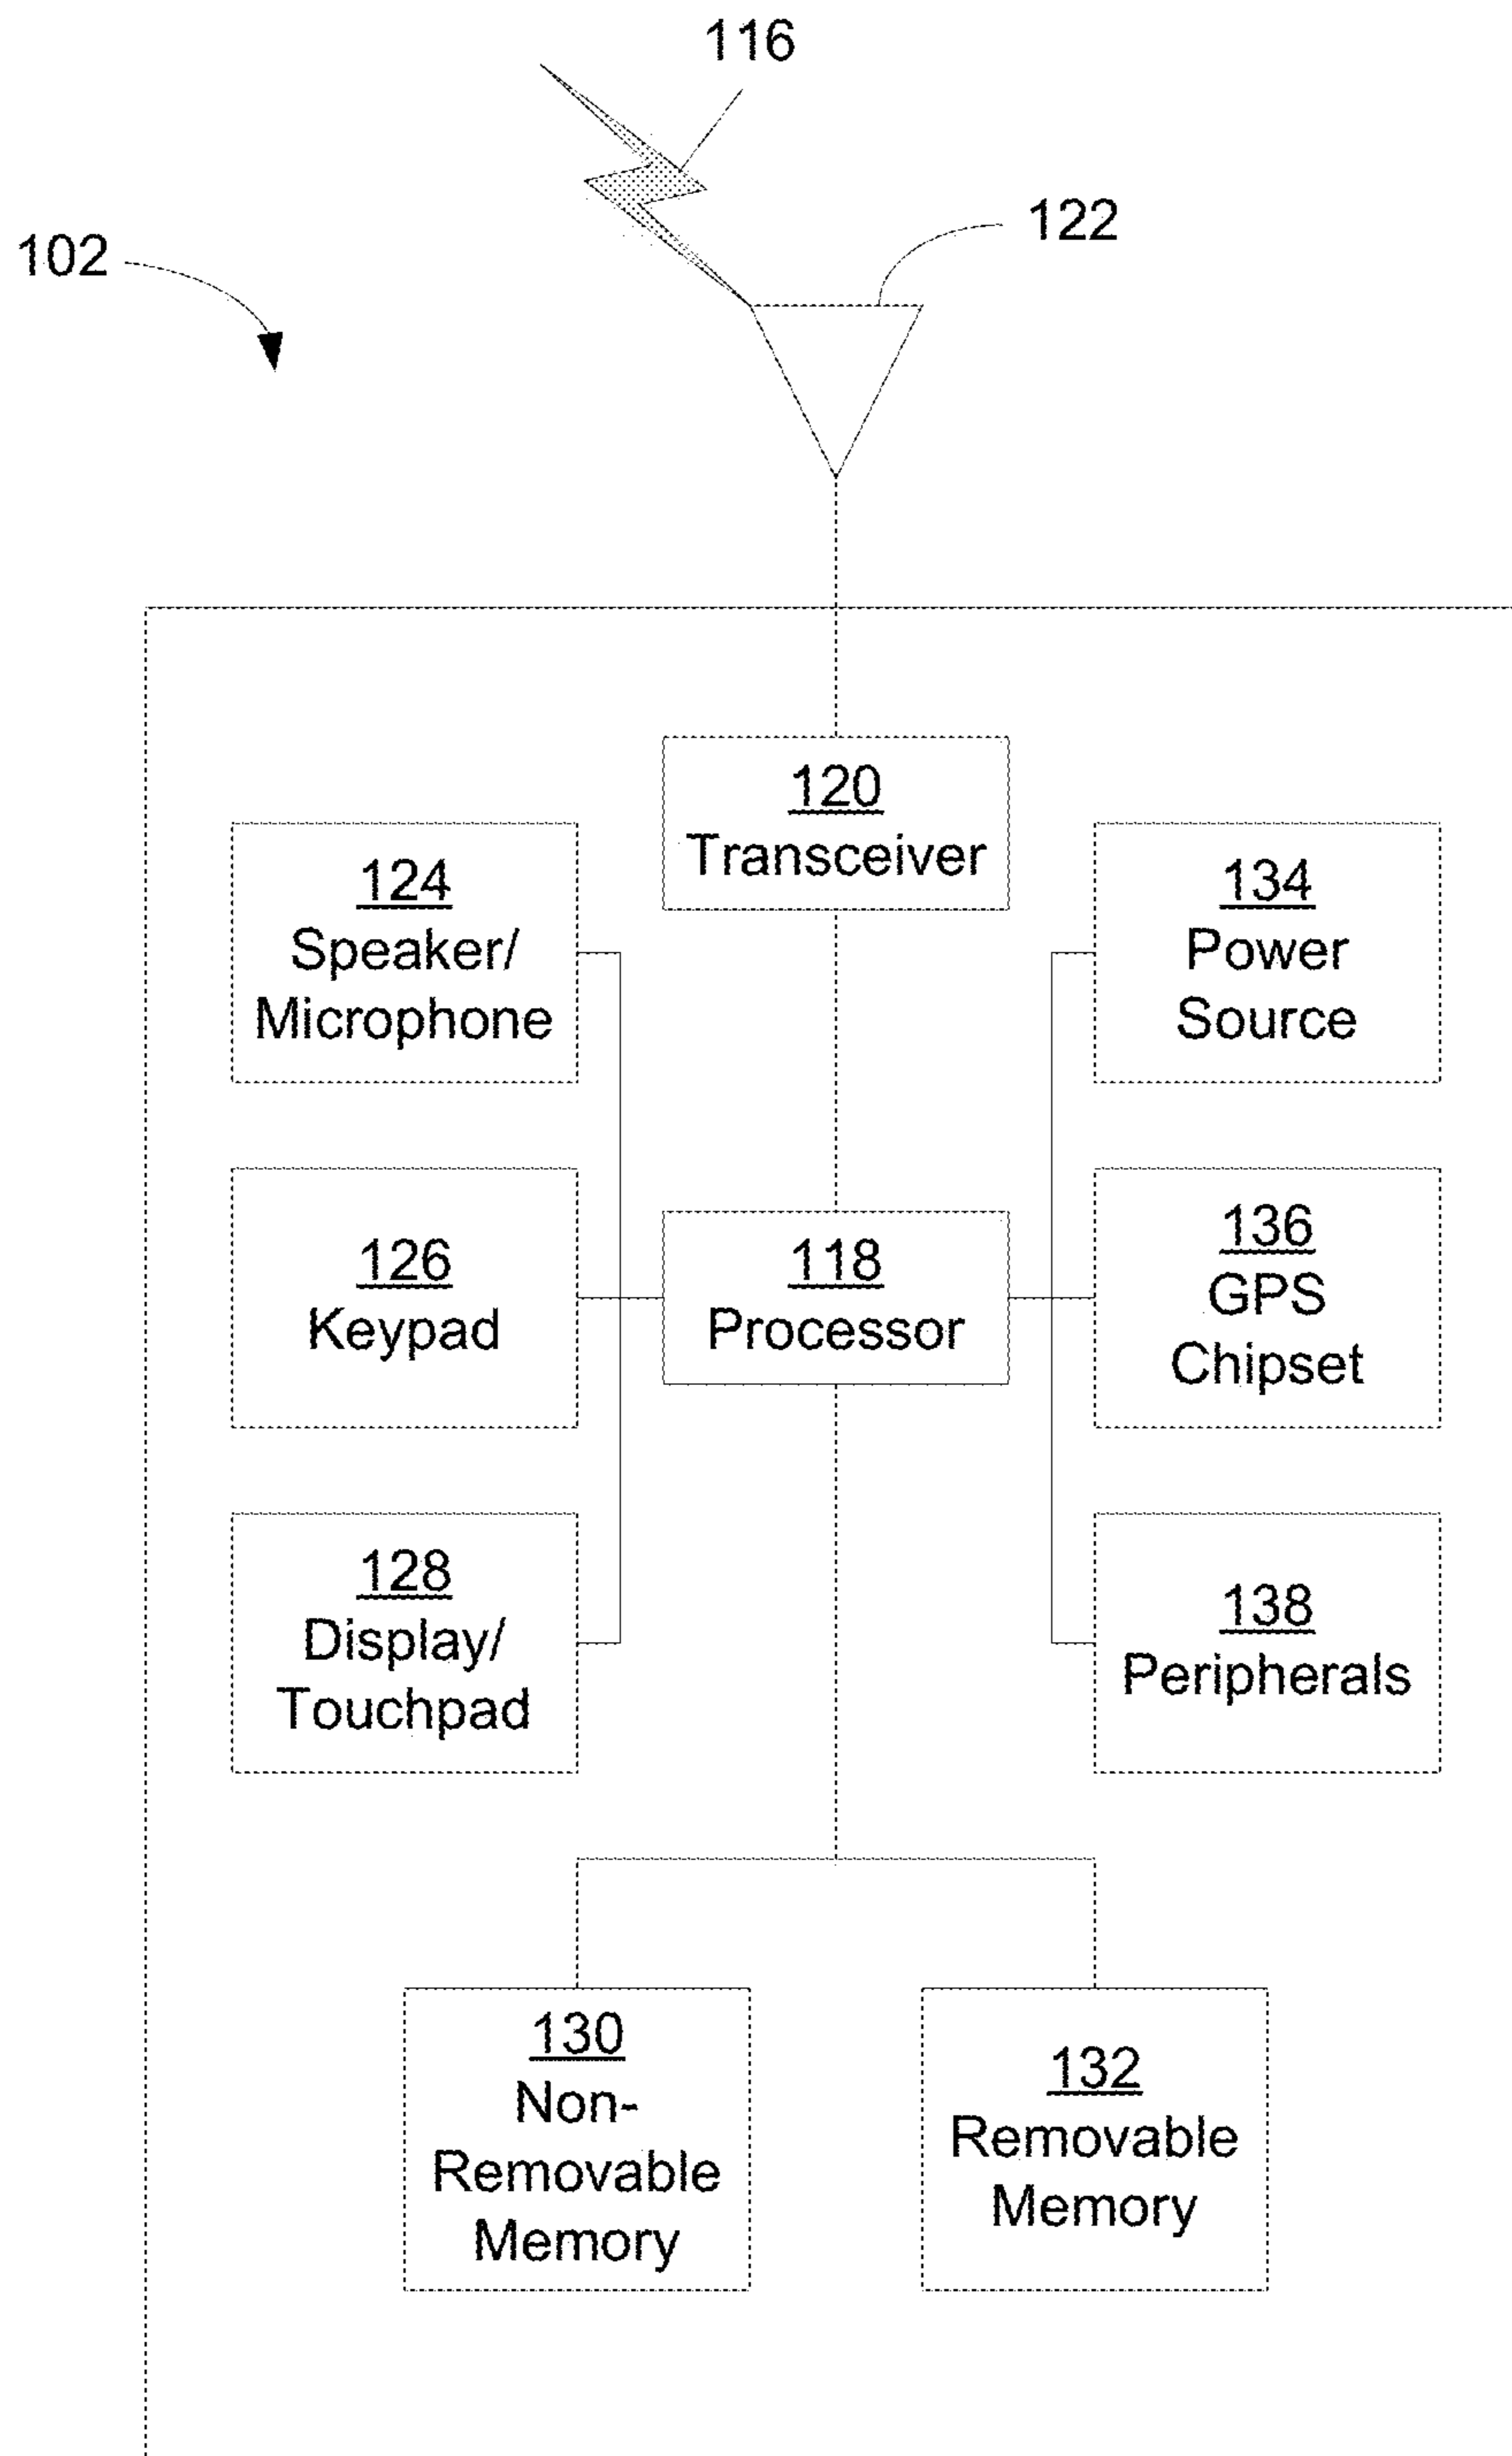 116
122
102
120
Transceiver
124
Speaker/
Microphone
134
Power
Source
126
Keypad
118
Processor
136
GPS
Chipset
128
Display/
Touchpad
138
Peripherals
130
Non-
Removable
Memory
132
Removable
Memory